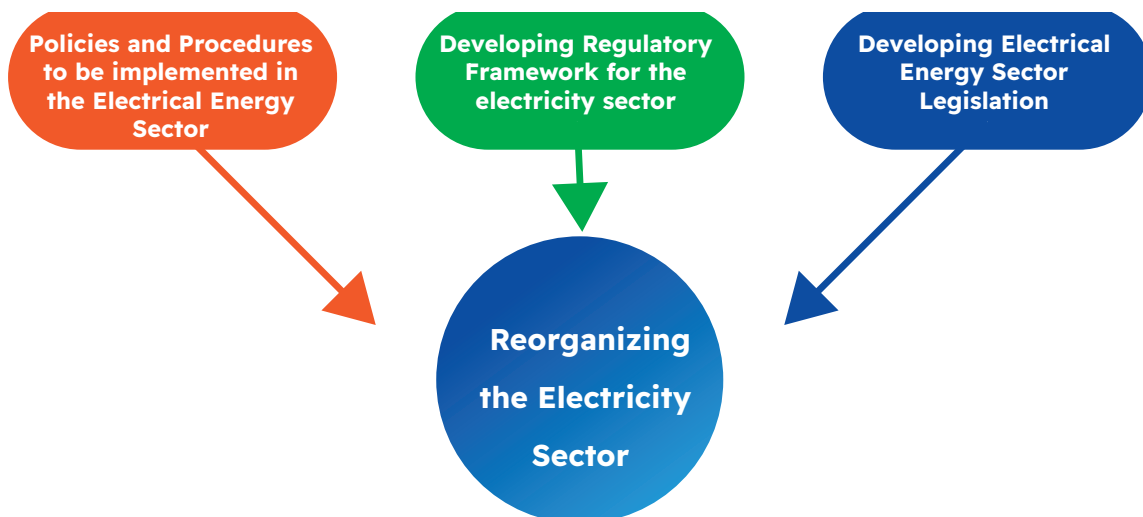 Policies and Procedures
to be implemented in
the Electrical Energy
Sector
Developing Regulatory
Framework for the
electricity sector
Developing Electrical
Energy Sector
Legislation
Reorganizing
the Electricity
Sector